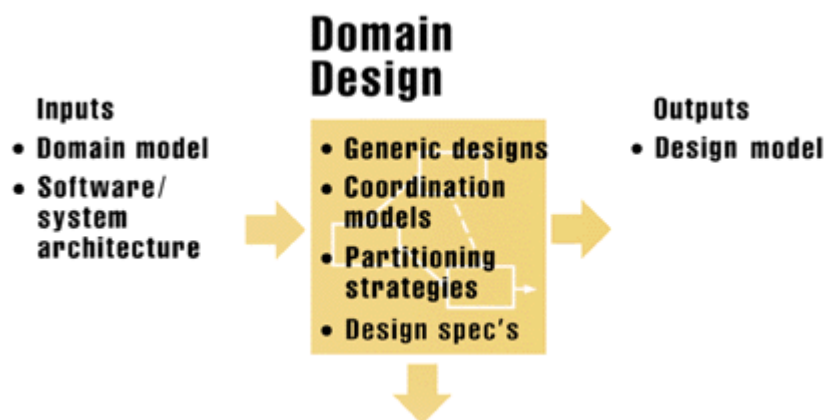 Domain
Design
Inputs
• Domain model
• Software/
system
architecture
• Generic designs
• Coordination
models
• Partitioning
strategies
• Design spec's
Outputs
• Design model